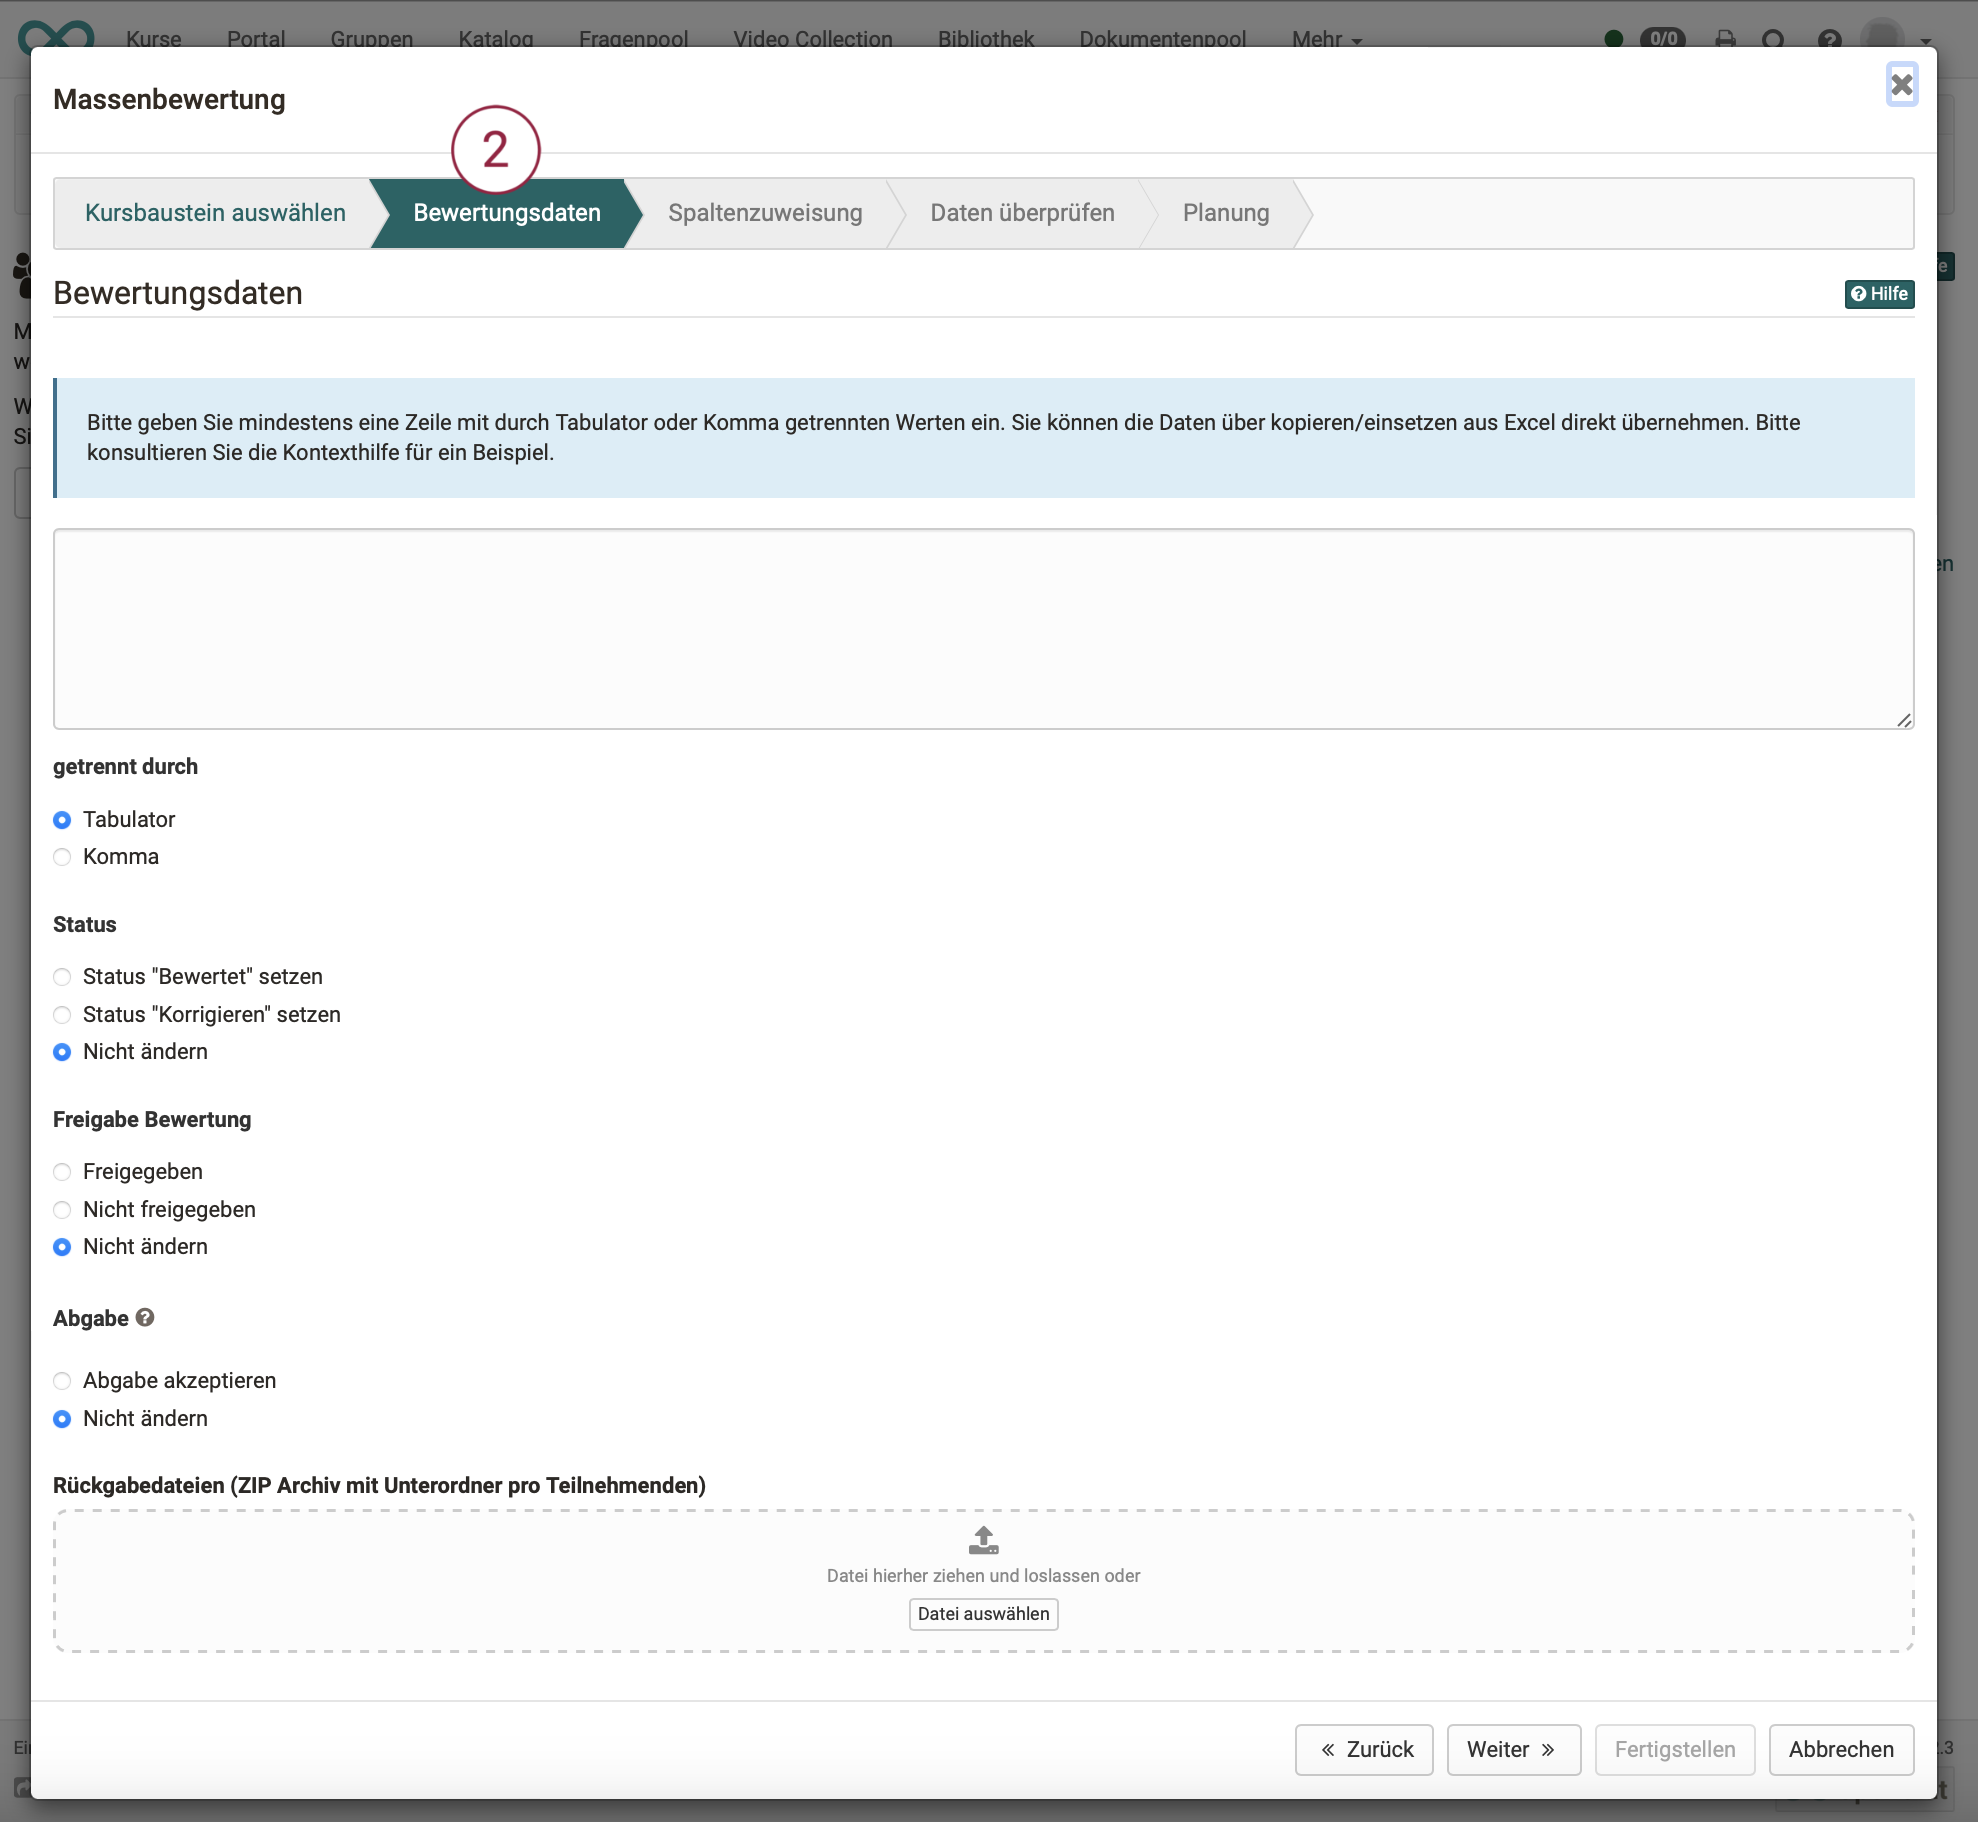 Kurse Portal Gruppen Katalog Fragenpool Video Collection Bibliothek Dokumentenpool Mehr 0/0
Massenbewertung
2
Kursbaustein auswählen Bewertungsdaten Spaltenzuweisung Daten überprüfen Planung
Bewertungsdaten Hilfe
Bitte geben Sie mindestens eine Zeile mit durch Tabulator oder Komma getrennten Werten ein. Sie können die Daten über kopieren/einsetzen aus Excel direkt übernehmen. Bitte
konsultieren Sie die Kontexthilfe für ein Beispiel.
getrennt durch
Tabulator
Komma
Status
Status "Bewertet" setzen
Status "Korrigieren" setzen
Nicht ändern
Freigabe Bewertung
Freigegeben
Nicht freigegeben
Nicht ändern
Abgabe
Abgabe akzeptieren
Nicht ändern
Rückgabedateien (ZIP Archiv mit Unterordner pro Teilnehmenden)
Datei hierher ziehen und loslassen oder
Datei auswählen
« Zurück Weiter » Fertigstellen Abbrechen